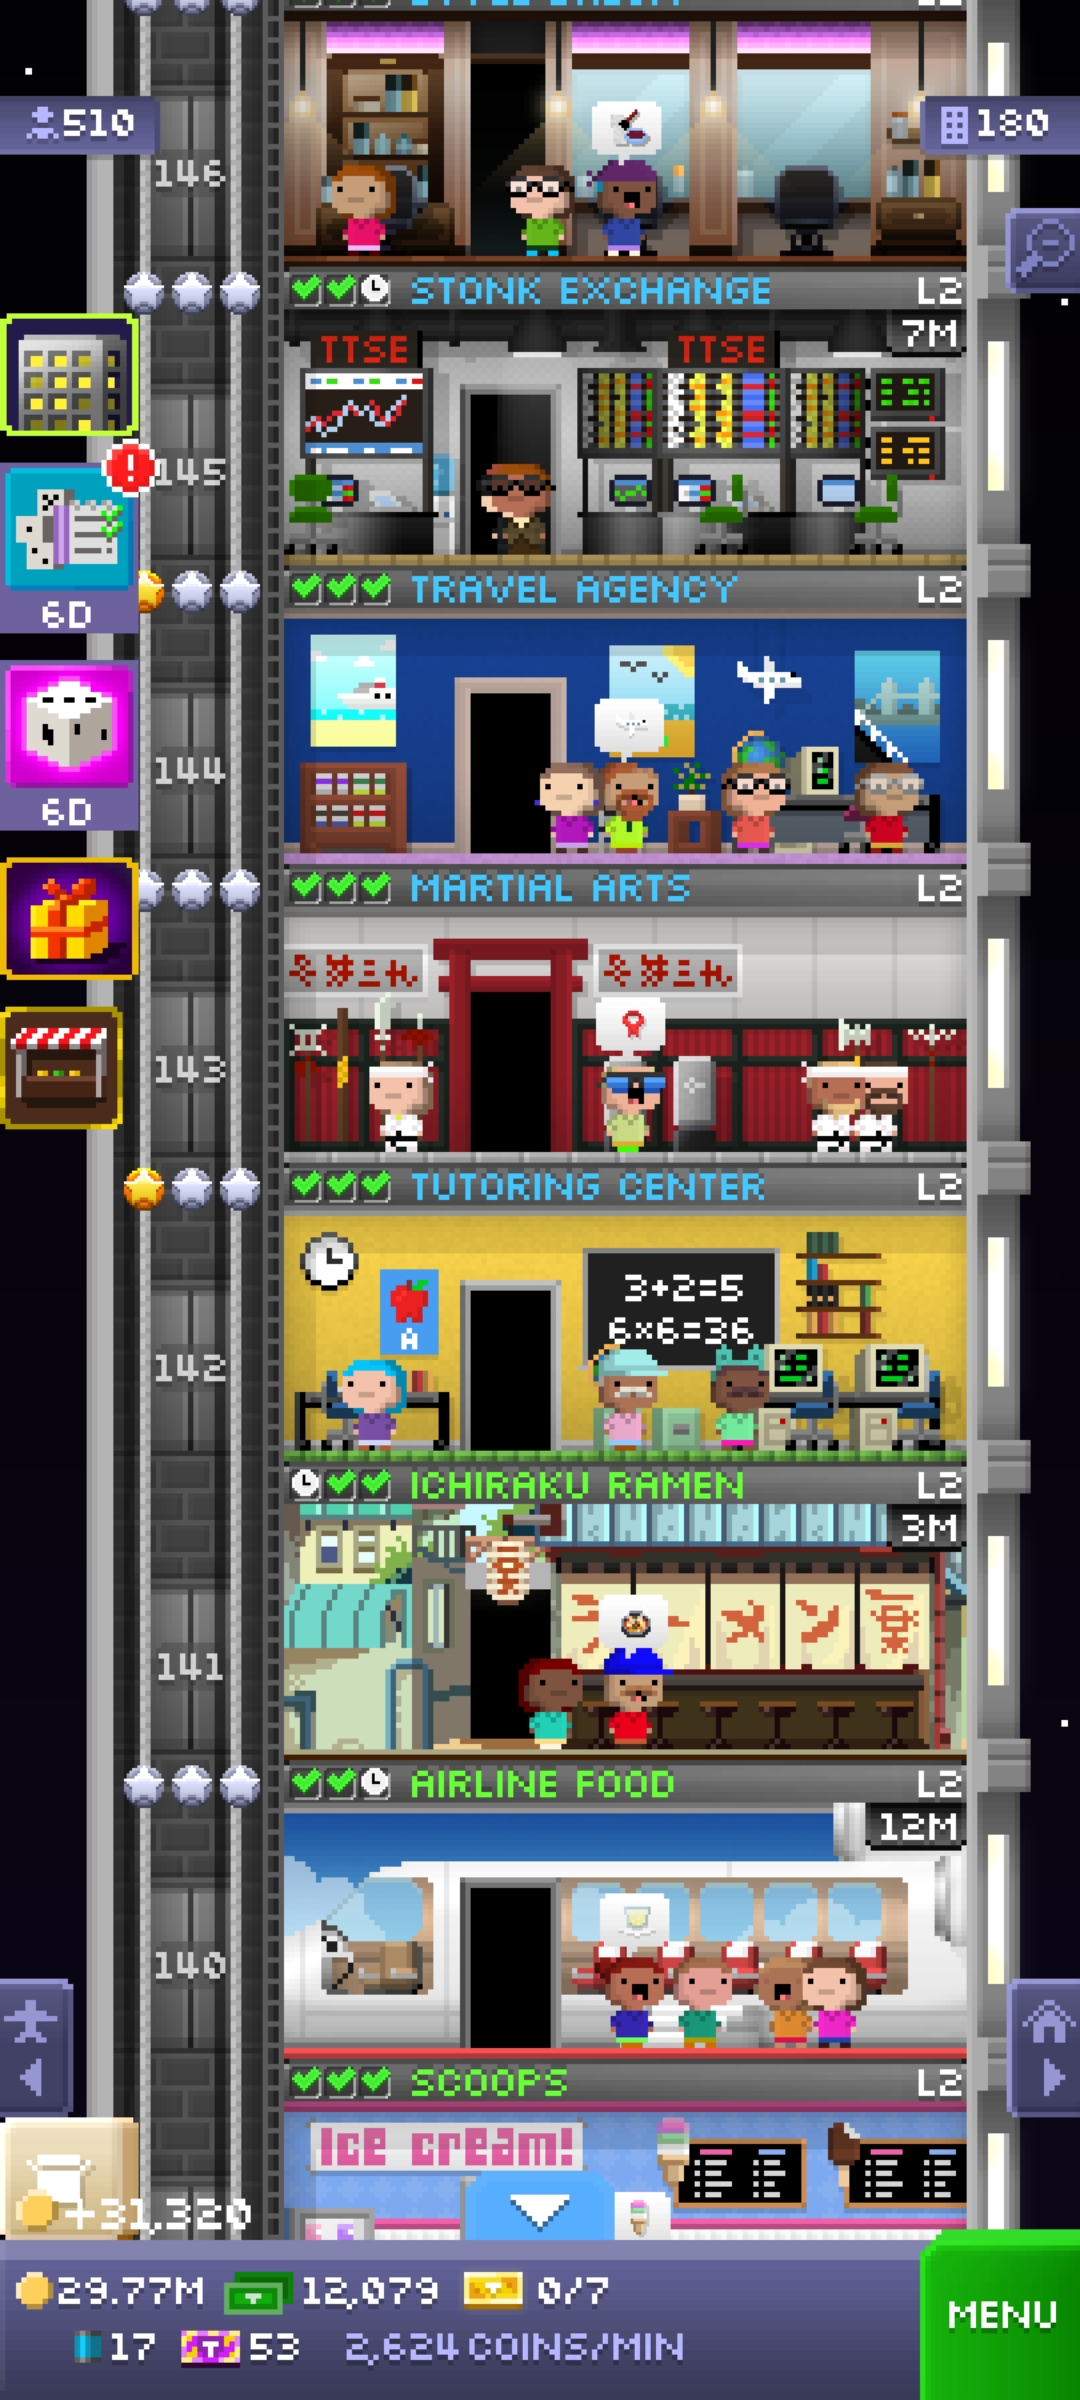 510
180
146
STONK EXCHANGE L2
7M
TTSE TTSE
145
6D
TRAVEL AGENCY L2
144
6D
MARTIAL ARTS L2
143
TUTORING CENTER L2
3+2=5
6×6=36
A
142
ICHIRAKU RAMEN L2
3M
141
AIRLINE FOOD L2
12M
140
SCOOPS L2
Ice cream!
+31,320
29.77M 12,079 0/7
MENU
17 53 2,624 COINS/MIN